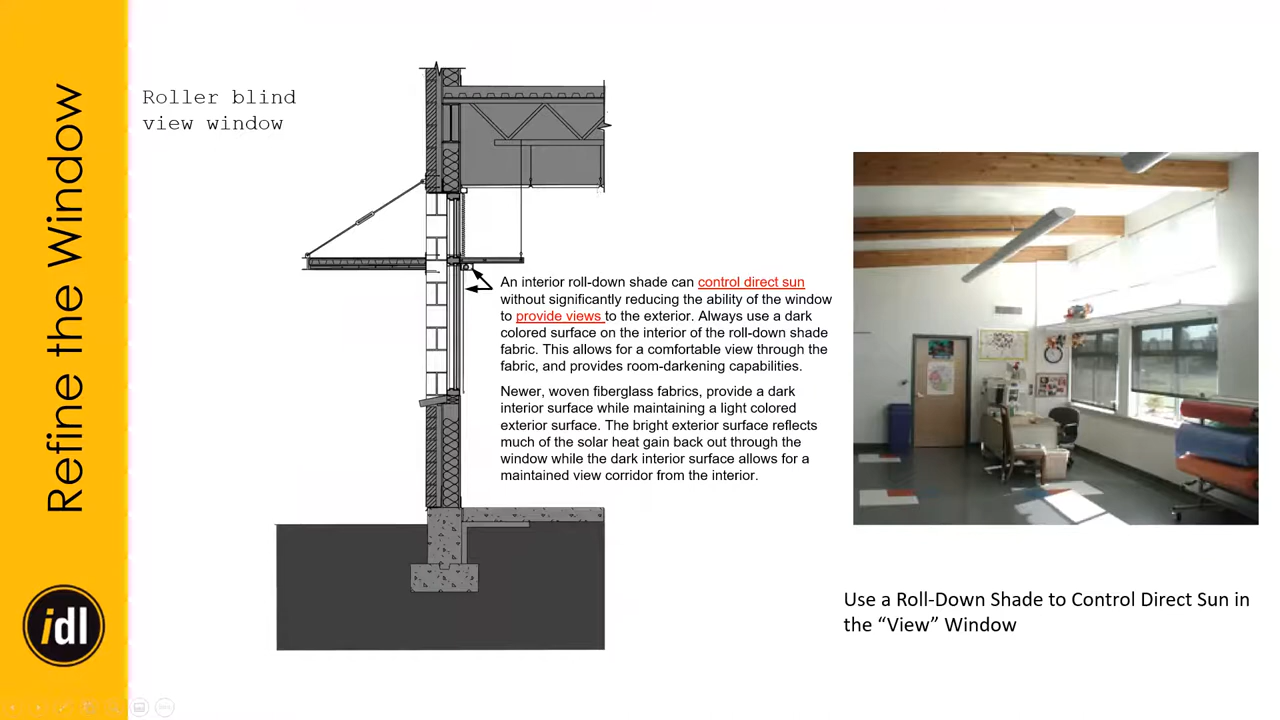 Refine the Window
idl
Roller blind
view window
An interior roll-down shade can control direct sun
without significantly reducing the ability of the window
to provide views to the exterior. Always use a dark
colored surface on the interior of the roll-down shade
fabric. This allows for a comfortable view through the
fabric, and provides room-darkening capabilities.
Newer, woven fiberglass fabrics, provide a dark
interior surface while maintaining a light colored
exterior surface. The bright exterior surface reflects
much of the solar heat gain back out through the
window while the dark interior surface allows for a
maintained view corridor from the interior.
Use a Roll-Down Shade to Control Direct Sun in
the “View” Window